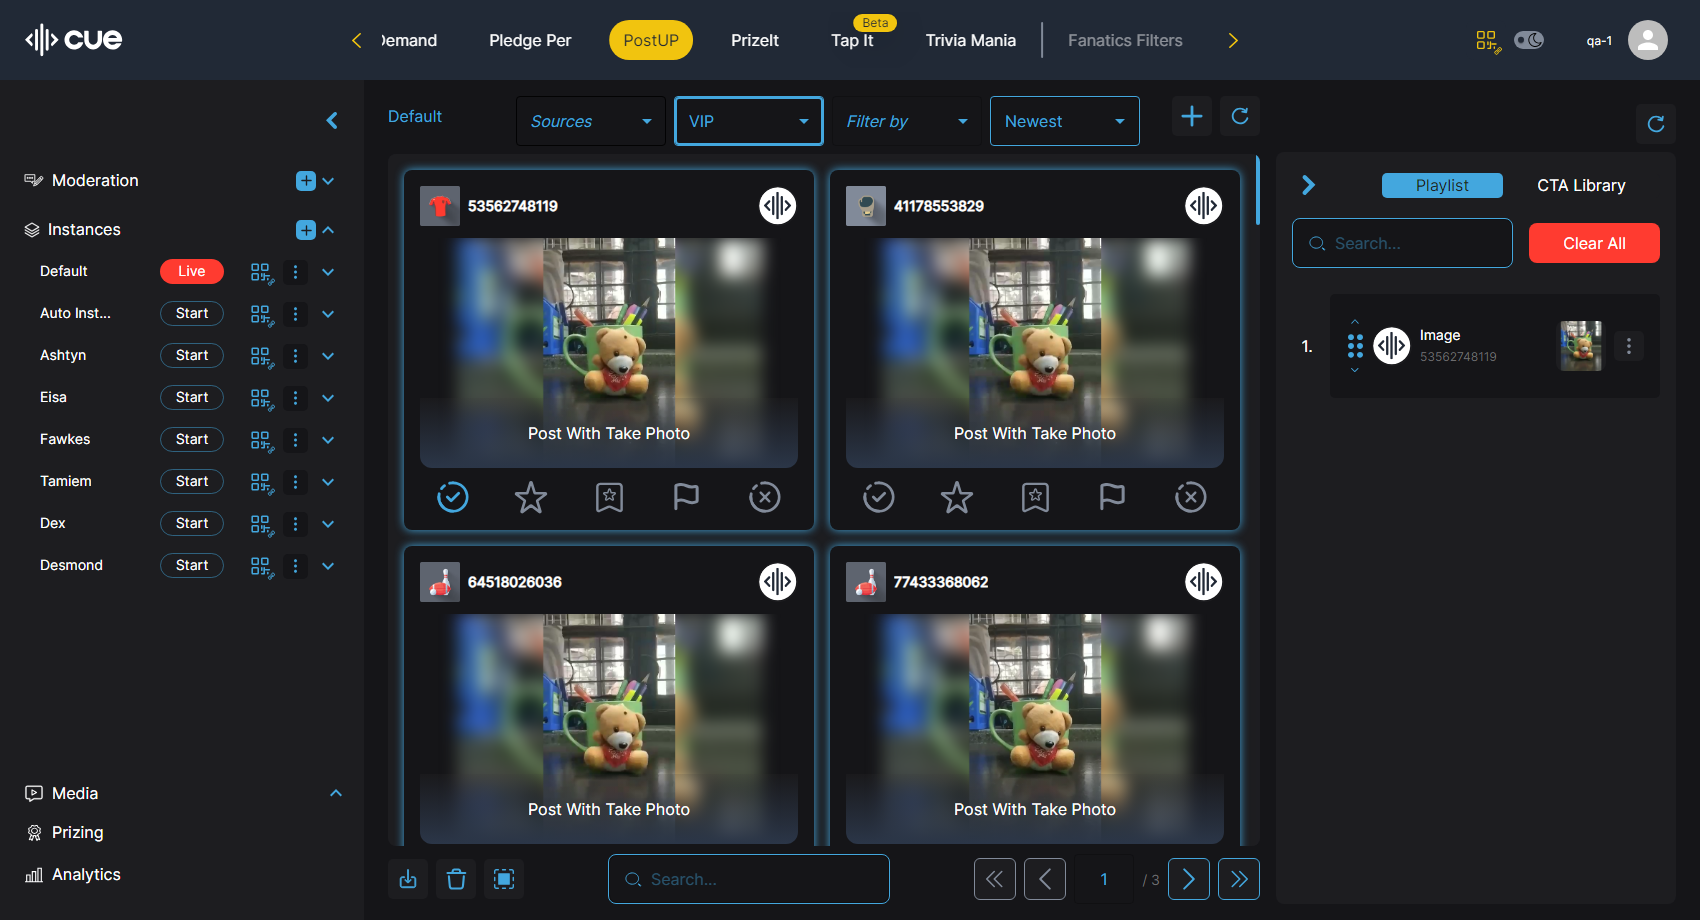 cue
Demand
Pledge Per
PostUP
PrizeIt
Beta
Tap It
Trivia Mania
Fanatics Filters
qa-1
Default
Sources
VIP
Filter by
Newest
Moderation
Instances
Default
Live
Auto Inst...
Start
Ashtyn
Start
Eisa
Start
Fawkes
Start
Tamiem
Start
Dex
Start
Desmond
Start
Media
Prizing
Analytics
53562748119
Post With Take Photo
41178553829
Post With Take Photo
64518026036
Post With Take Photo
77433368062
Post With Take Photo
Search...
1
/ 3
Playlist
CTA Library
Search...
Clear All
1.
Image
53562748119